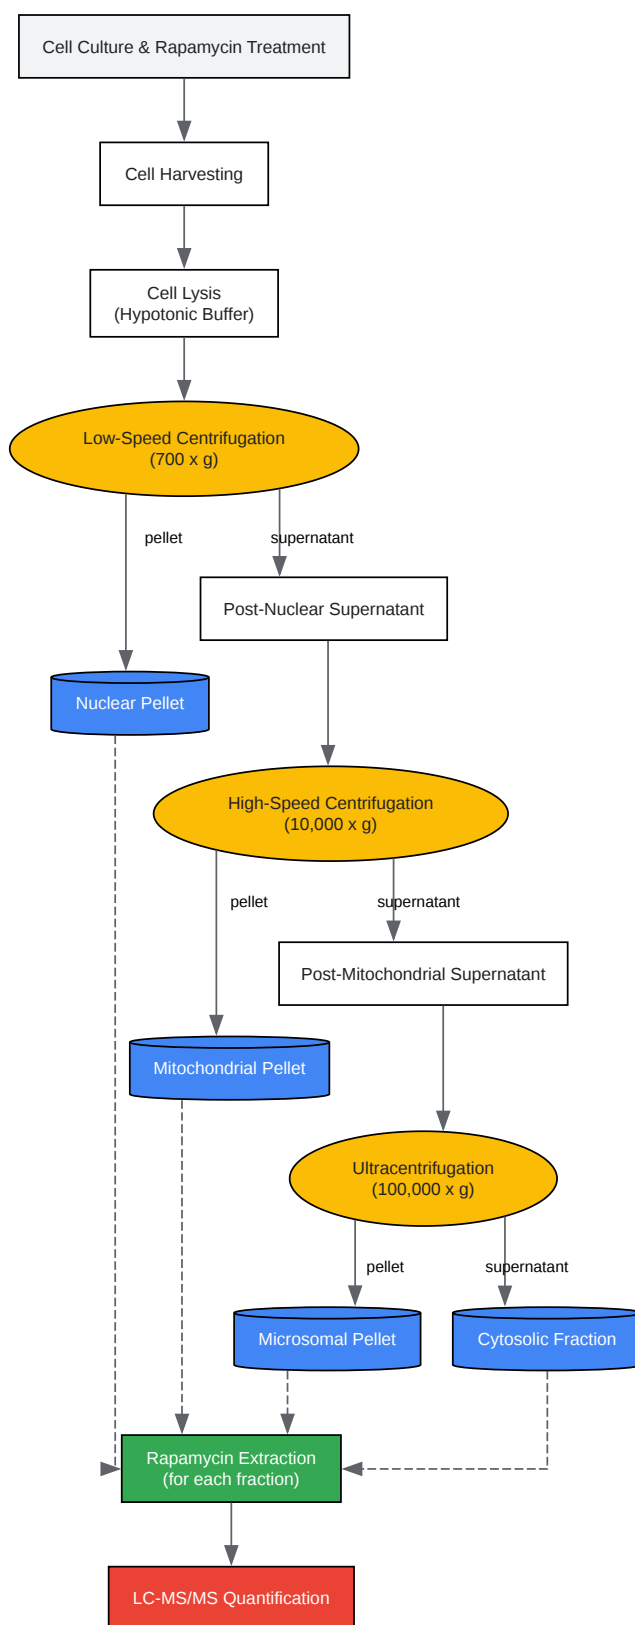 Cell Culture & Rapamycin Treatment
Cell Harvesting
Cell Lysis
(Hypotonic Buffer)
Low-Speed Centrifugation
(700 x g)
pellet
supernatant
Post-Nuclear Supernatant
Nuclear Pellet
High-Speed Centrifugation
(10,000 x g)
pellet
supernatant
Post-Mitochondrial Supernatant
Mitochondrial Pellet
Ultracentrifugation
(100,000 x g)
pellet
supernatant
Microsomal Pellet
Cytosolic Fraction
Rapamycin Extraction
(for each fraction)
LC-MS/MS Quantification